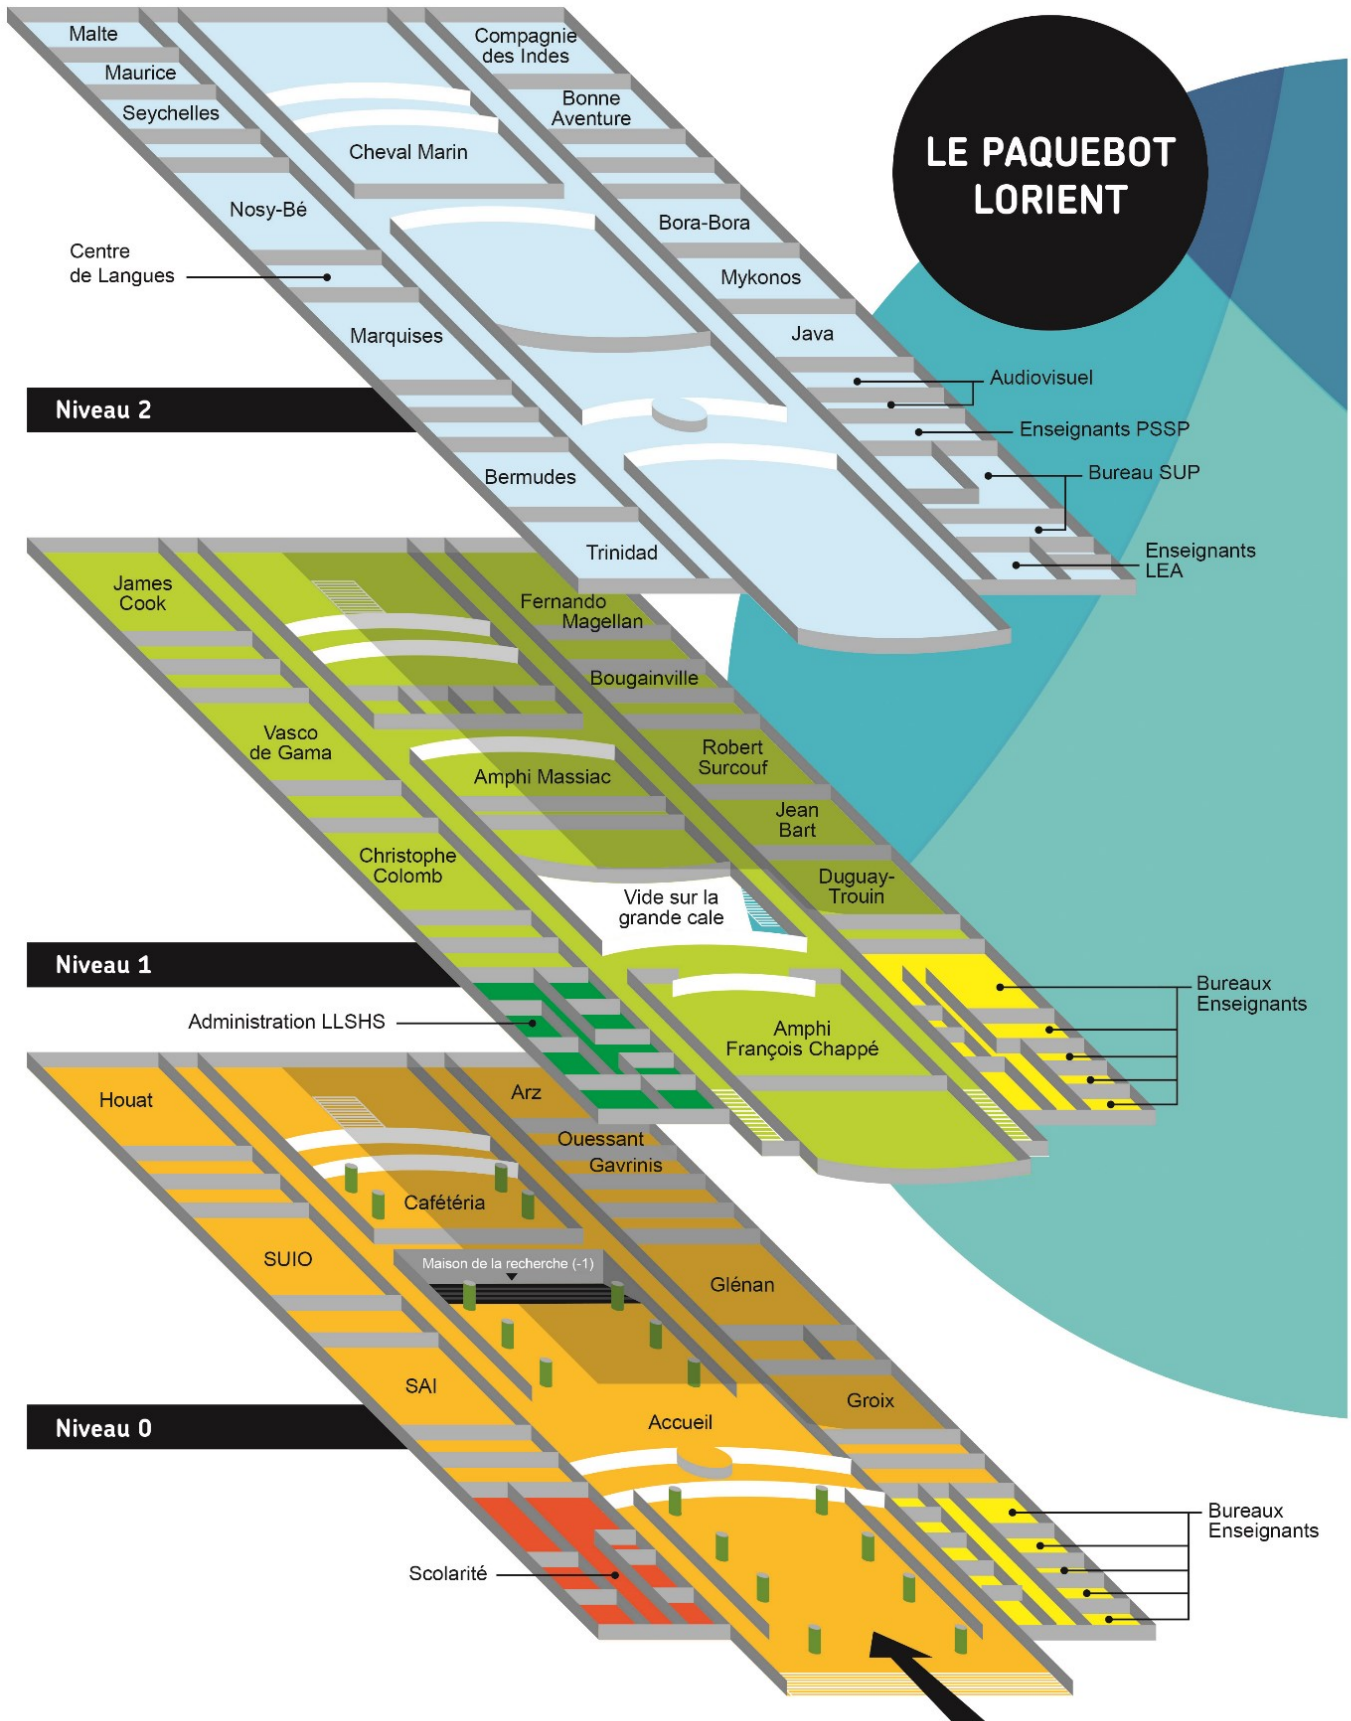 LE PAQUEBOT
LORIENT
Malte
Maurice
Seychelles
Nosy-Bé
Centre
de Langues
Marquises
Bermudes
Trinidad
Cheval Marin
Compagnie
des Indes
Bonne
Aventure
Bora-Bora
Mykonos
Java
Audiovisuel
Enseignants PSSP
Bureau SUP
Enseignants
LEA
Niveau 2
James
Cook
Vasco
de Gama
Christophe
Colomb
Fernando
Magellan
Bougainville
Robert
Surcouf
Jean
Bart
Duguay-
Trouin
Amphi Massiac
Vide sur la
grande cale
Amphi
François Chappé
Bureaux
Enseignants
Niveau 1
Administration LLSHS
Houat
SUIO
SAI
Arz
Ouessant
Gavrinis
Cafétéria
Maison de la recherche (-1)
Glénan
Groix
Accueil
Niveau 0
Bureaux
Enseignants
Scolarité